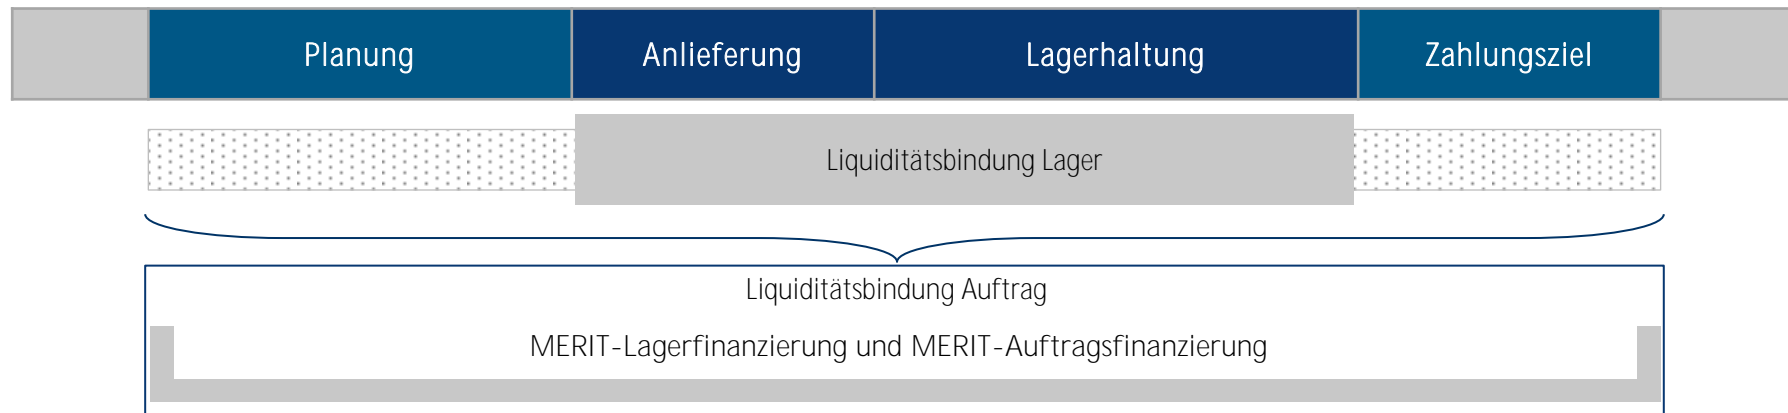 Planung Anlieferung Lagerhaltung Zahlungsziel
Liquiditätsbindung Lager
Liquiditätsbindung Auftrag
MERIT-Lagerfinanzierung und MERIT-Auftragsfinanzierung